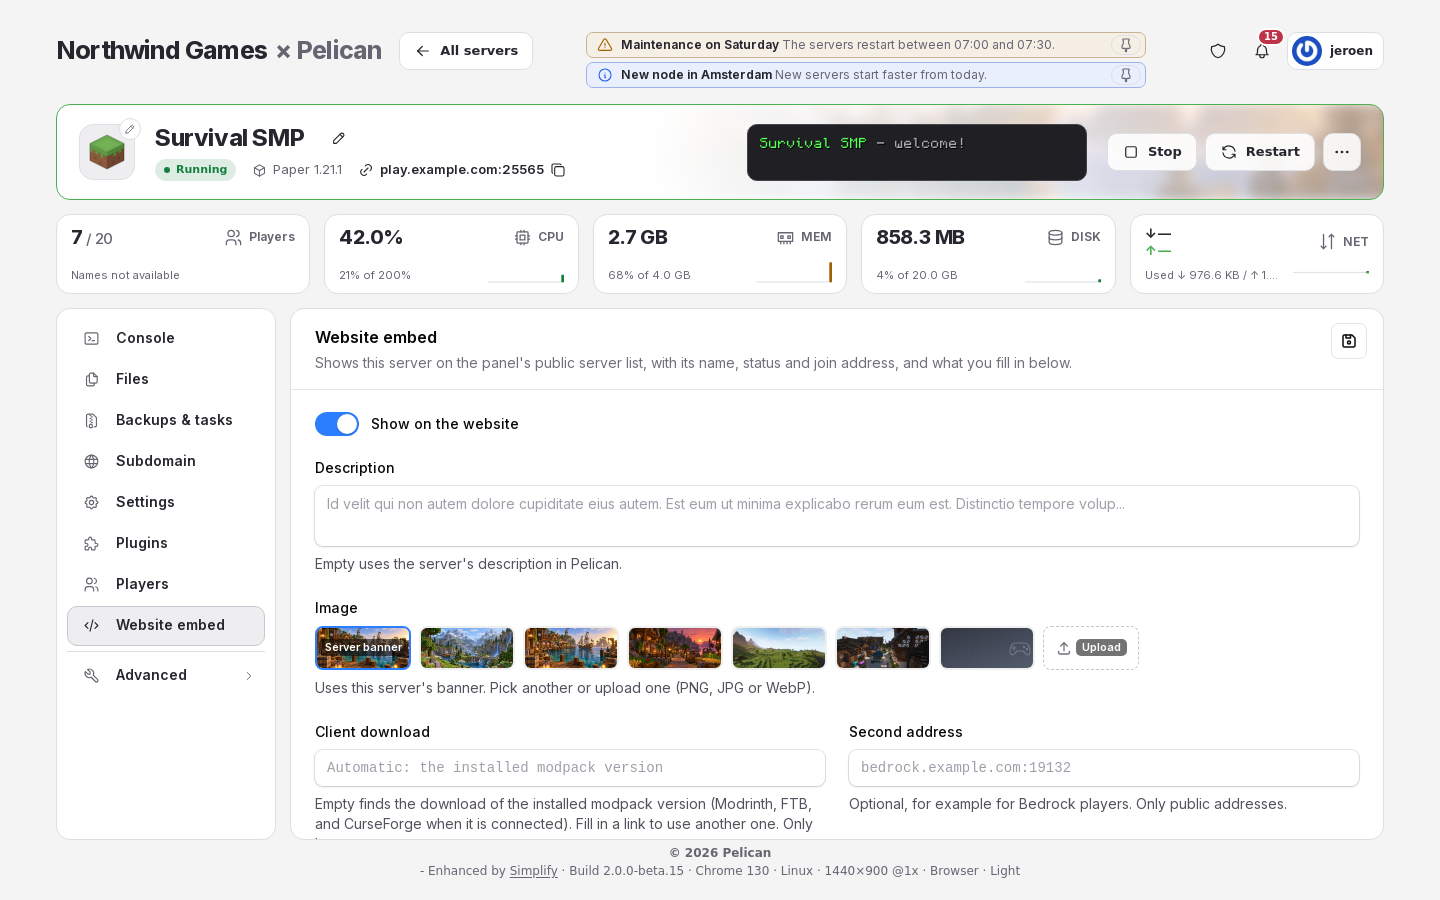 Northwind Games × Pelican
All servers
Maintenance on Saturday The servers restart between 07:00 and 07:30.
New node in Amsterdam New servers start faster from today.
15
jeroen
Survival SMP
Running
Paper 1.21.1
play.example.com:25565
Survival SMP - welcome!
Stop
Restart
7 / 20
Players
Names not available
42.0%
CPU
21% of 200%
2.7 GB
MEM
68% of 4.0 GB
858.3 MB
DISK
4% of 20.0 GB
↓—
↑—
NET
Used ↓ 976.6 KB / ↑ 1....
Console
Files
Backups & tasks
Subdomain
Settings
Plugins
Players
Website embed
Advanced
Website embed
Shows this server on the panel's public server list, with its name, status and join address, and what you fill in below.
Show on the website
Description
Id velit qui non autem dolore cupiditate eius autem. Est eum ut minima explicabo rerum eum est. Distinctio tempore volup...
Empty uses the server's description in Pelican.
Image
Server banner
Upload
Uses this server's banner. Pick another or upload one (PNG, JPG or WebP).
Client download
Automatic: the installed modpack version
Empty finds the download of the installed modpack version (Modrinth, FTB,
and CurseForge when it is connected). Fill in a link to use another one. Only
Second address
bedrock.example.com:19132
Optional, for example for Bedrock players. Only public addresses.
© 2026 Pelican
- Enhanced by Simplify · Build 2.0.0-beta.15 · Chrome 130 · Linux · 1440×900 @1x · Browser · Light